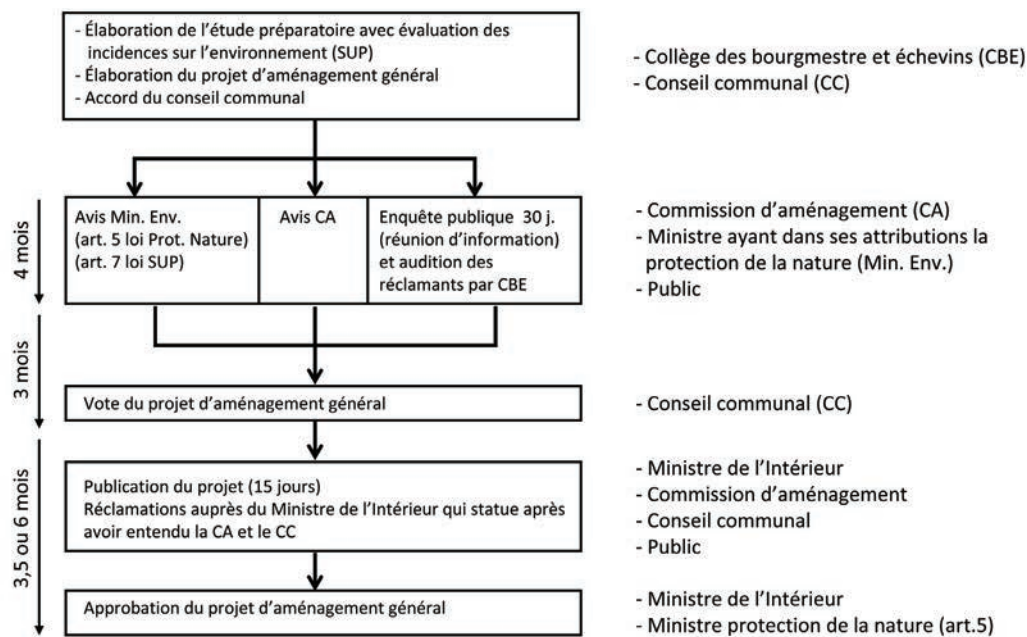 - Élaboration de l'étude préparatoire avec évaluation des
incidences sur l'environnement (SUP)
- Élaboration du projet d'aménagement général
- Accord du conseil communal
- Collège des bourgmestre et échevins (CBE)
- Conseil communal (CC)
4 mois
Avis Min. Env.
(art. 5 loi Prot. Nature)
(art. 7 loi SUP)
Avis CA
Enquête publique 30 j.
(réunion d'information)
et audition des
réclamants par CBE
- Commission d'aménagement (CA)
- Ministre ayant dans ses attributions la
protection de la nature (Min. Env.)
- Public
3 mois
Vote du projet d'aménagement général
- Conseil communal (CC)
3,5 ou 6 mois
Publication du projet (15 jours)
Réclamations auprès du Ministre de l'Intérieur qui statue après
avoir entendu la CA et le CC
- Ministre de l'Intérieur
- Commission d'aménagement
- Conseil communal
- Public
Approbation du projet d'aménagement général
- Ministre de l'Intérieur
- Ministre protection de la nature (art.5)